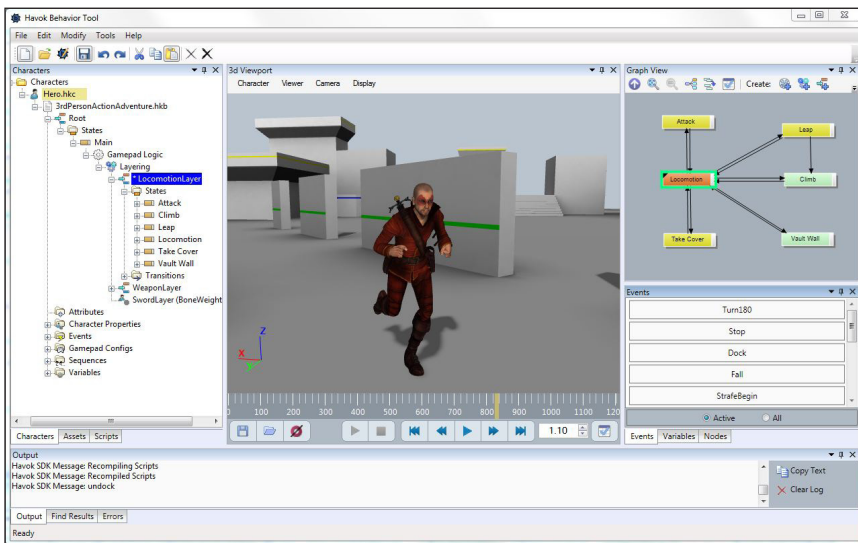 Havok Behavior Tool
File Edit Modify Tools Help
Characters
Characters
Hero.hkc
3rdPersonActionAdventure.hkb
Root
States
Main
Gamepad Logic
Layering
* LocomotionLayer
States
Attack
Climb
Leap
Locomotion
Take Cover
Vault Wall
Transitions
WeaponLayer
SwordLayer (BoneWeight
Attributes
Character Properties
Events
Gamepad Configs
Sequences
Variables
Characters Assets Scripts
3d Viewport
Character Viewer Camera Display
Z
X
Y
0 100 200 300 400 500 600 700 800 900 1000 1100 120
1.10
Graph View
Create:
Attack
Leap
Locomotion
Climb
Take Cover
Vault Wall
Events
Turn180
Stop
Dock
Fall
StrafeBegin
Active All
Events Variables Nodes
Output
Havok SDK Message: Recompiling Scripts
Havok SDK Message: Recompiled Scripts
Havok SDK Message: undock
Copy Text
Clear Log
Output Find Results Errors
Ready